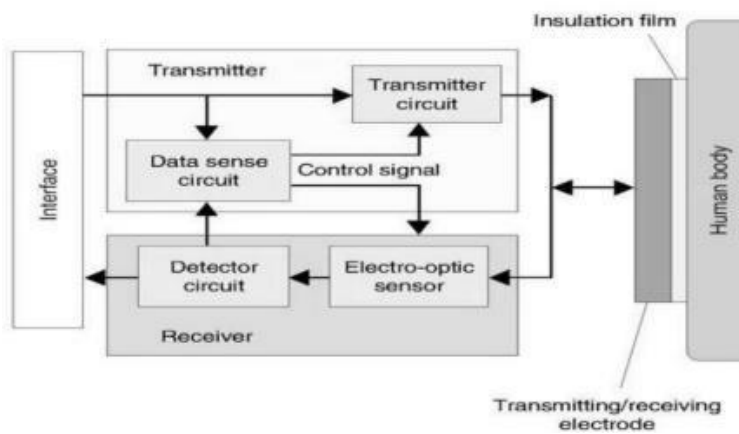 Insulation film
Transmitter
Transmitter
circuit
Data sense
circuit
Control signal
Interface
Human body
Detector
circuit
Electro-optic
sensor
Receiver
Transmitting/receiving
electrode